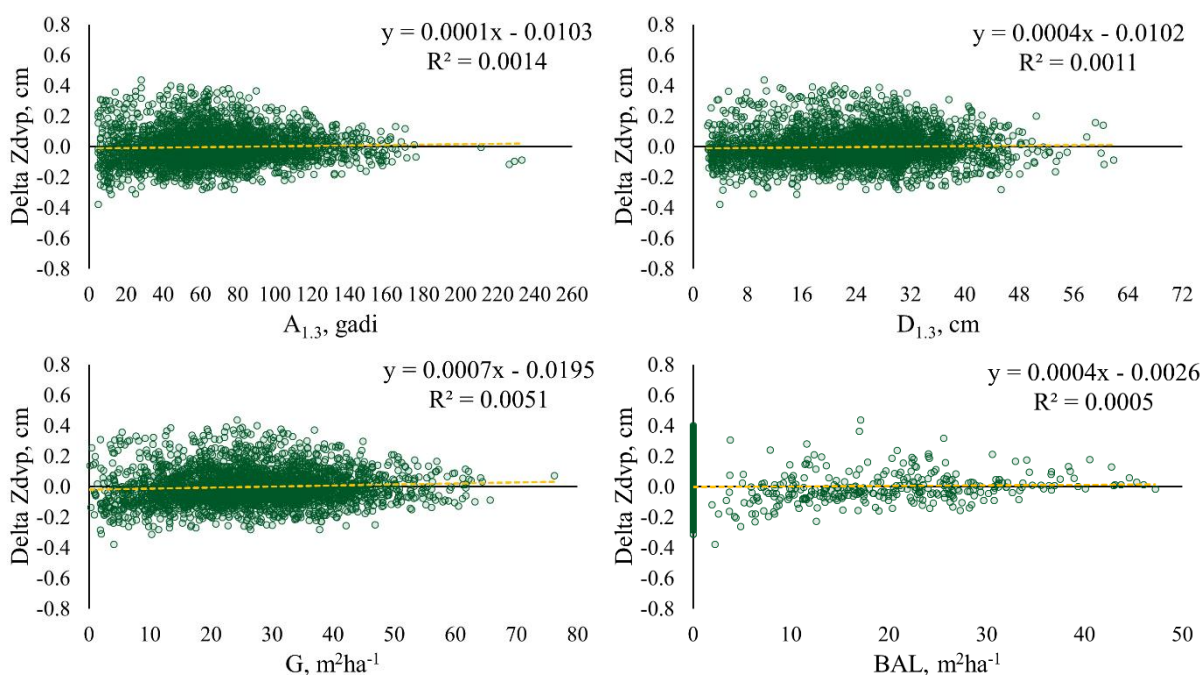 y = 0.0001x - 0.0103
R² = 0.0014
Delta Zdvp, cm
0.8
0.6
0.4
0.2
0.0
-0.2
-0.4
-0.6
-0.8
0 20 40 60 80 100 120 140 160 180 200 220 240 260
A1.3, gadi
y = 0.0004x - 0.0102
R² = 0.0011
Delta Zdvp, cm
0.8
0.6
0.4
0.2
0.0
-0.2
-0.4
-0.6
-0.8
0 8 16 24 32 40 48 56 64 72
D1.3, cm
y = 0.0007x - 0.0195
R² = 0.0051
Delta Zdvp, cm
0.8
0.6
0.4
0.2
0.0
-0.2
-0.4
-0.6
-0.8
0 10 20 30 40 50 60 70 80
G, m²ha⁻¹
y = 0.0004x - 0.0026
R² = 0.0005
Delta Zdvp, cm
0.8
0.6
0.4
0.2
0.0
-0.2
-0.4
-0.6
-0.8
0 10 20 30 40 50
BAL, m²ha⁻¹